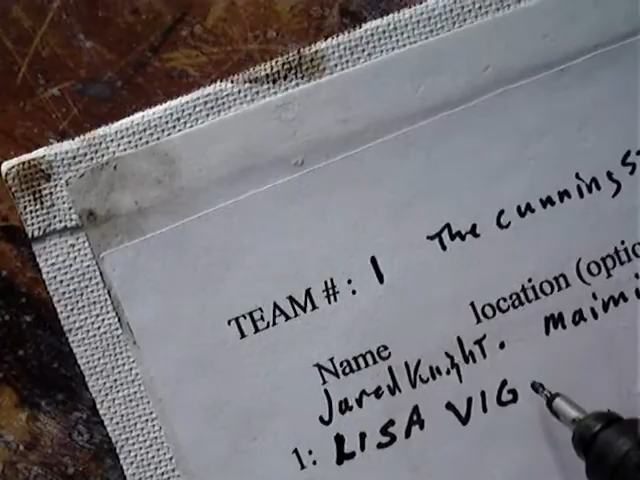 TEAM #: 1 The cunnings
Name location (optio
Jared Knight. maimi
1: LISA VIG